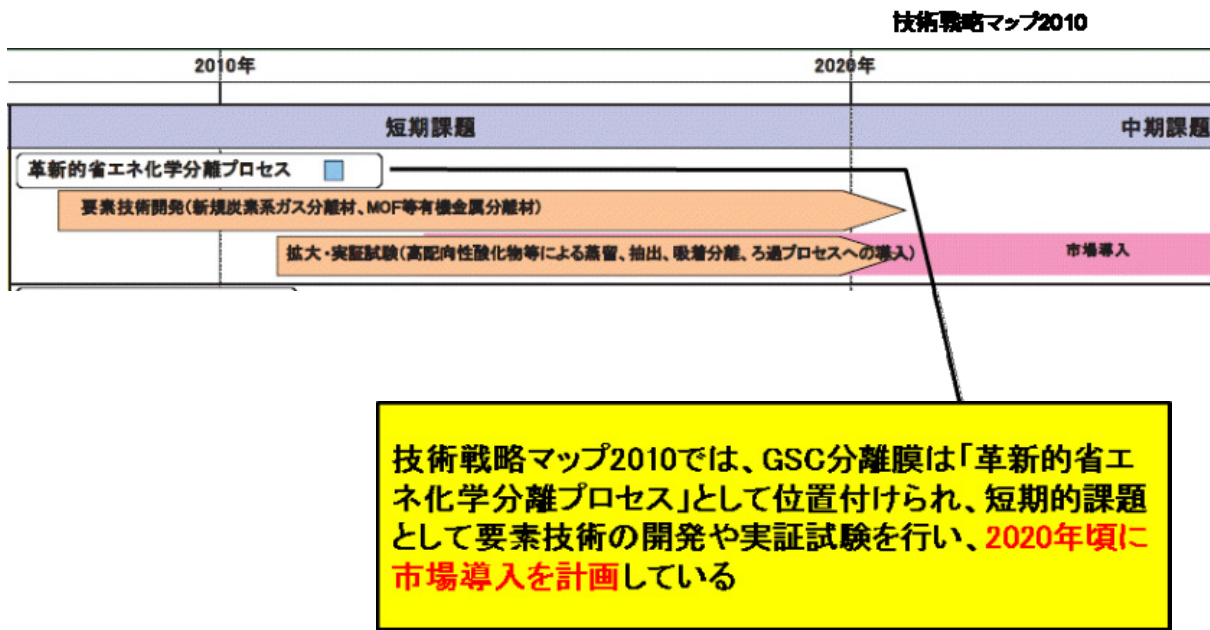 技術戦略マップ2010
2010年
2020年
短期課題
中期課題
革新的省エネ化学分離プロセス
要素技術開発(新規炭素系ガス分離材、MOF等有機金属分離材)
拡大・実証試験(高配向性酸化物等による蒸留、抽出、吸着分離、ろ過プロセスへの導入)
市場導入
技術戦略マップ2010では、GSC分離膜は「革新的省エ
ネ化学分離プロセス」として位置付けられ、短期的課題
として要素技術の開発や実証試験を行い、2020年頃に
市場導入を計画している